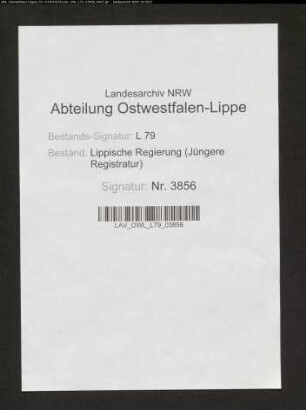 Landesarchiv NRW
Abteilung Ostwestfalen-Lippe
Bestands-Signatur: L 79
Bestand: Lippische Regierung (Jüngere
Registratur)
Signatur: Nr. 3856
LAV_OWL_L79_03856